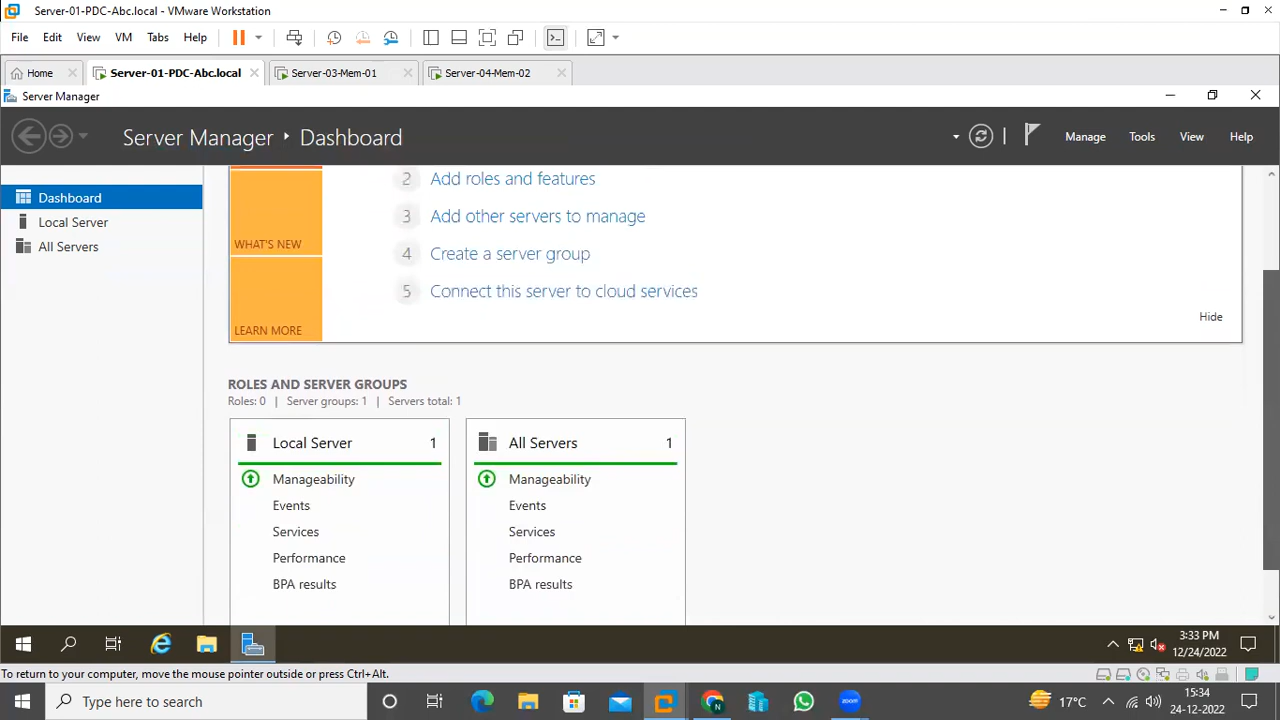 Server-01-PDC-Abc.local - VMware Workstation
File Edit View VM Tabs Help
Home Server-01-PDC-Abc.local Server-03-Mem-01 Server-04-Mem-02
Server Manager
Server Manager Dashboard Manage Tools View Help
Dashboard
Local Server
All Servers
2 Add roles and features
3 Add other servers to manage
WHAT'S NEW
4 Create a server group
5 Connect this server to cloud services
Hide
LEARN MORE
ROLES AND SERVER GROUPS
Roles: 0 | Server groups: 1 | Servers total: 1
Local Server 1
Manageability
Events
Services
Performance
BPA results
All Servers 1
Manageability
Events
Services
Performance
BPA results
3:33 PM
12/24/2022
To return to your computer, move the mouse pointer outside or press Ctrl+Alt.
Type here to search
17°C
15:34
24-12-2022